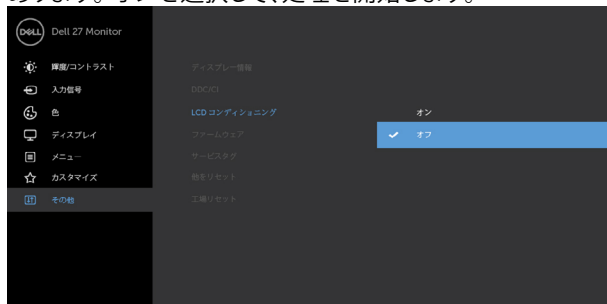 あります。オンを選択して、処理を開始します。
DELL Dell 27 Monitor
輝度/コントラスト
ディスプレー情報
入力信号
DDC/CI
色
LCD コンディショニング
オン
ディスプレイ
ファームウェア
オフ
メニュー
サービスタグ
カスタマイズ
他をリセット
その他
工場リセット